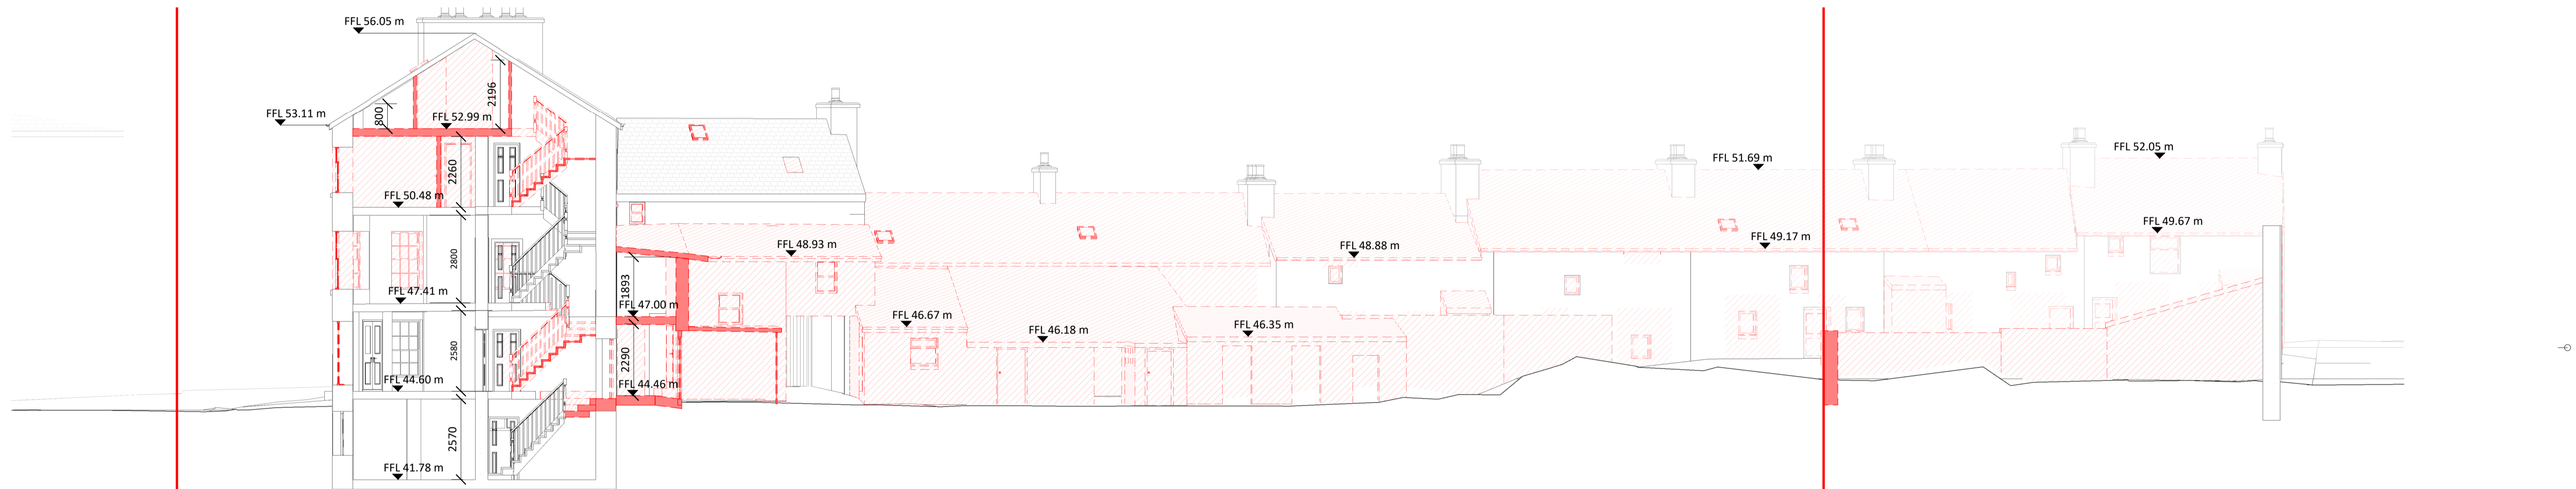 FFL 56.05 m
2196
800
FFL 53.11 m
FFL 52.99 m
FFL 52.05 m
FFL 51.69 m
2260
FFL 50.48 m
FFL 49.67 m
FFL 48.93 m
FFL 48.88 m
FFL 49.17 m
2800
1893
FFL 47.41 m
FFL 47.00 m
FFL 46.67 m
FFL 46.18 m
FFL 46.35 m
2580
2290
FFL 44.60 m
FFL 44.46 m
2570
FFL 41.78 m